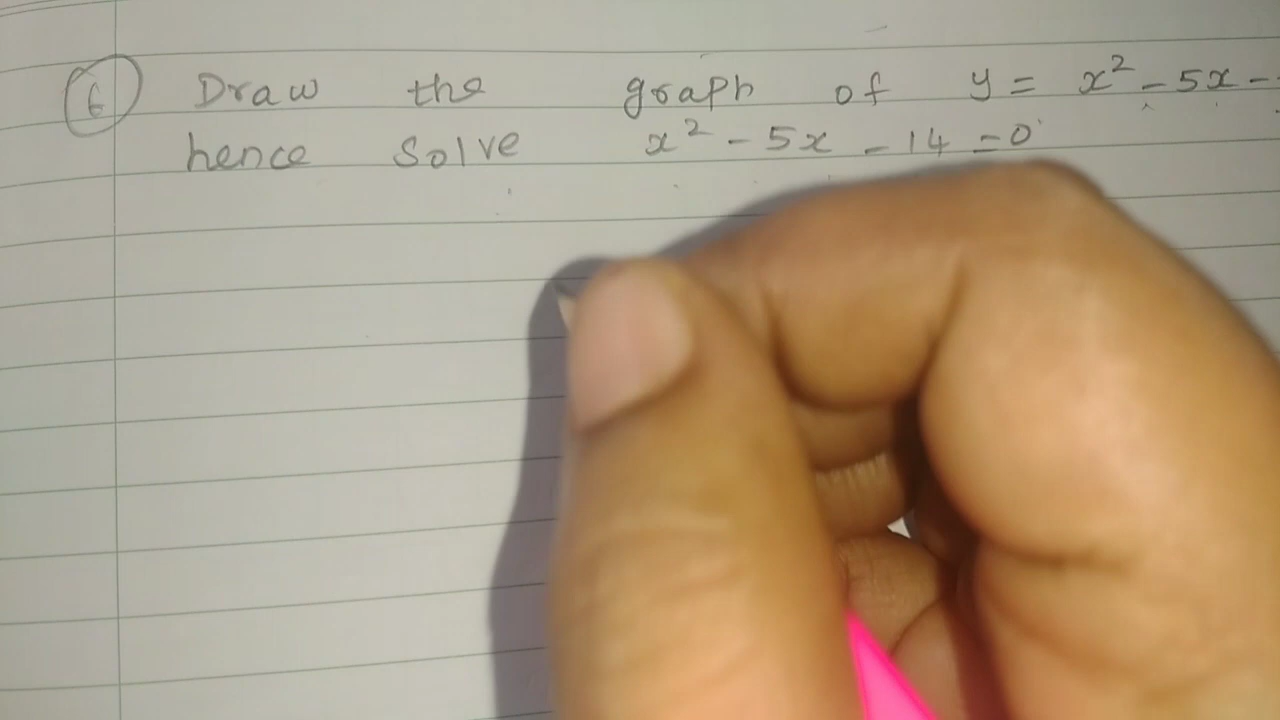 6 Draw the graph of y = x² - 5x -
hence solve x² - 5x - 14 = 0